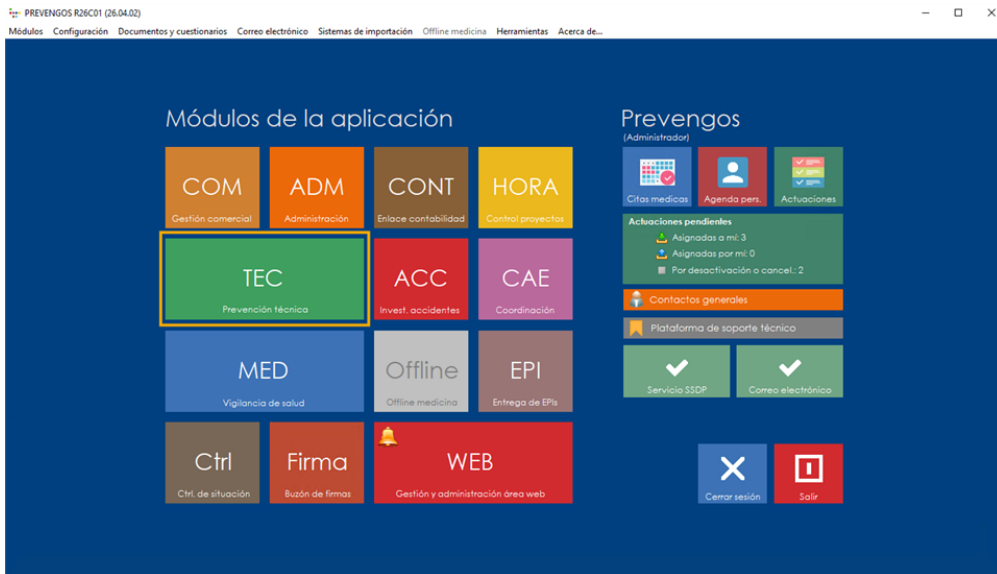 PREVENGOS R26C01 (26.04.02)
Módulos Configuración Documentos y cuestionarios Correo electrónico Sistemas de importación Offline medicina Herramientas Acerca de...
Módulos de la aplicación
COM
Gestión comercial
ADM
Administración
CONT
Enlace contabilidad
HORA
Control proyectos
TEC
Prevención técnica
ACC
Invest. accidentes
CAE
Coordinación
MED
Vigilancia de salud
Offline
Offline medicina
EPI
Entrega de EPIs
Ctrl
Ctrl. de situación
Firma
Buzón de firmas
WEB
Gestión y administración área web
Prevengos
(Administrador)
Citas medicas
Agenda pers.
Actuaciones
Actuaciones pendientes
Asignadas a mí: 3
Asignadas por mí: 0
Por desactivación o cancel.: 2
Contactos generales
Plataforma de soporte técnico
Servicio SSDP
Correo electrónico
Cerrar sesión
Salir